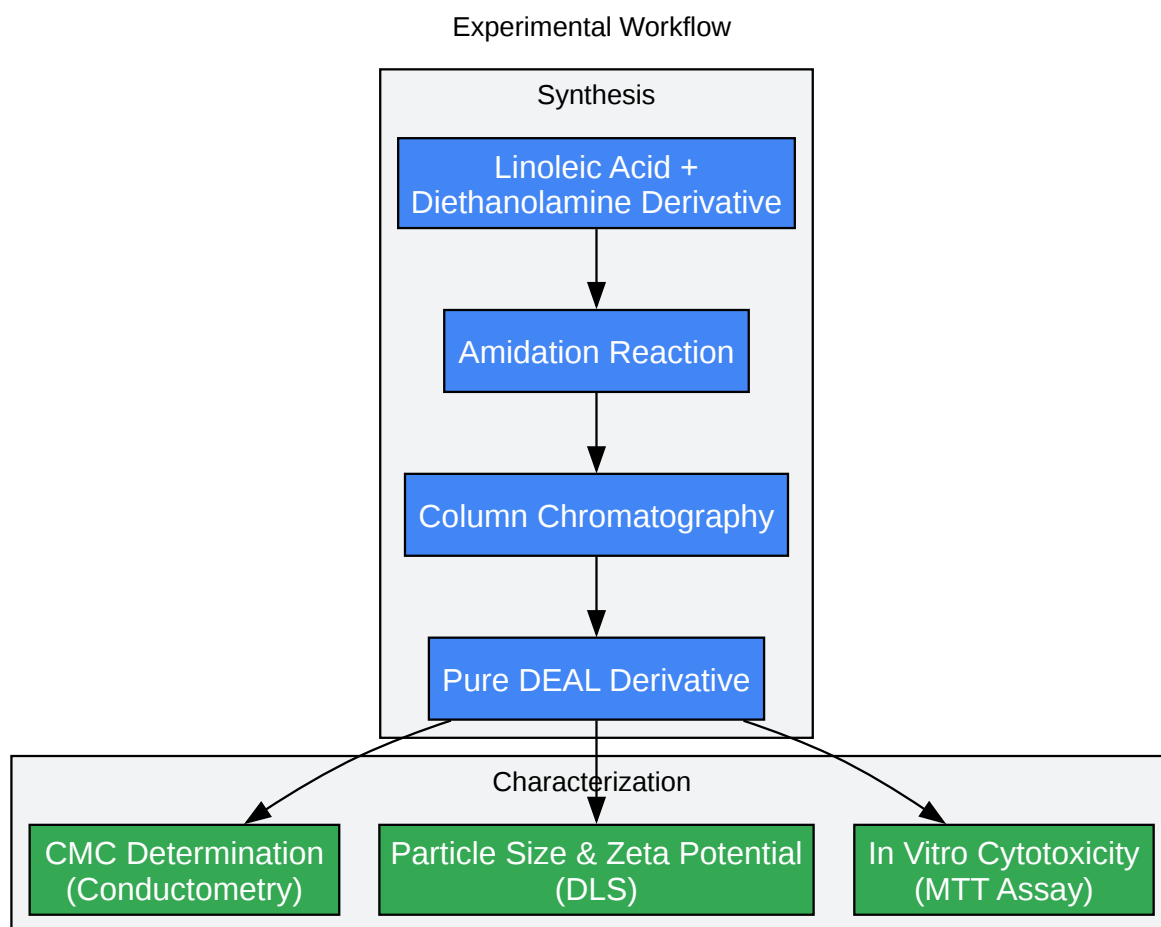 Experimental Workflow
Synthesis
Linoleic Acid +
Diethanolamine Derivative
Amidation Reaction
Column Chromatography
Pure DEAL Derivative
Characterization
CMC Determination
(Conductometry)
Particle Size & Zeta Potential
(DLS)
In Vitro Cytotoxicity
(MTT Assay)